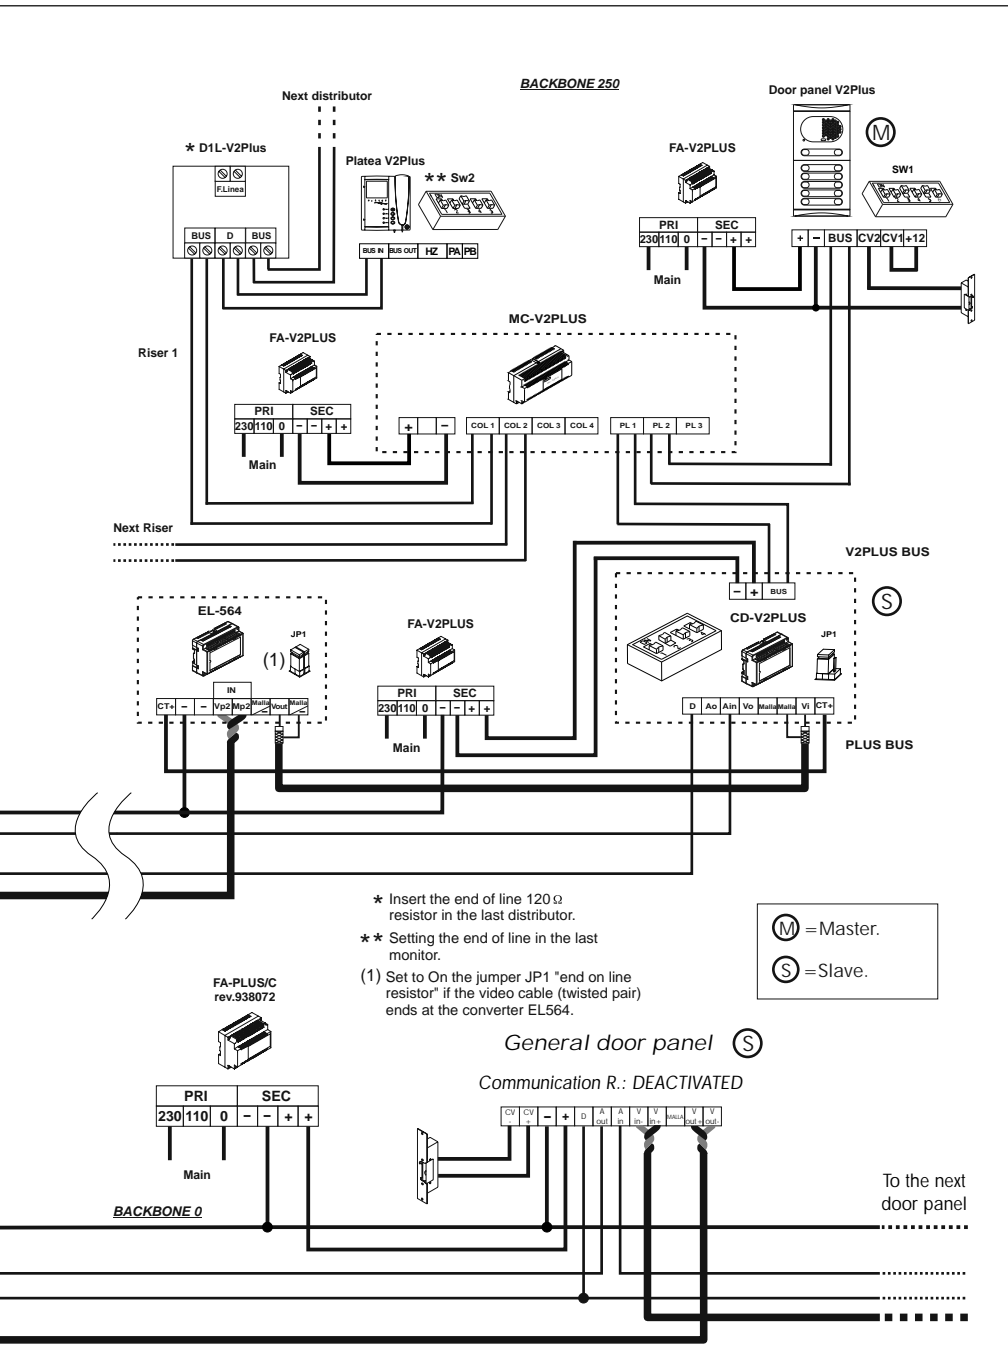 BACKBONE 250
Next distributor
Door panel V2Plus
M
* D1L-V2Plus
F.Linea
BUS D BUS
Platea V2Plus
** Sw2
BUS IN BUS OUT HZ PA PB
FA-V2PLUS
PRI SEC
230 110 0 - - + +
Main
SW1
+ - BUS CV2 CV1 +12
MC-V2PLUS
Riser 1
FA-V2PLUS
PRI SEC
230 110 0 - - + +
Main
+ -
COL 1 COL 2 COL 3 COL 4
PL 1 PL 2 PL 3
Next Riser
V2PLUS BUS
- + BUS
S
CD-V2PLUS
JP1
D Ao Ain Vo Malla Malla Vi CT+
PLUS BUS
EL-564
JP1
(1)
IN
CT+ - - Vp2 Mp2 Malla - Vout Malla -
FA-V2PLUS
PRI SEC
230 110 0 - - + +
Main
* Insert the end of line 120 Ω
resistor in the last distributor.
** Setting the end of line in the last
monitor.
(1) Set to On the jumper JP1 "end on line
resistor" if the video cable (twisted pair)
ends at the converter EL564.
M =Master.
S =Slave.
FA-PLUS/C
rev.938072
PRI SEC
230 110 0 - - + +
Main
General door panel S
Communication R.: DEACTIVATED
CV - CV + - + D A out A in V in- V in+ MALLA V out+ V out-
To the next
door panel
BACKBONE 0